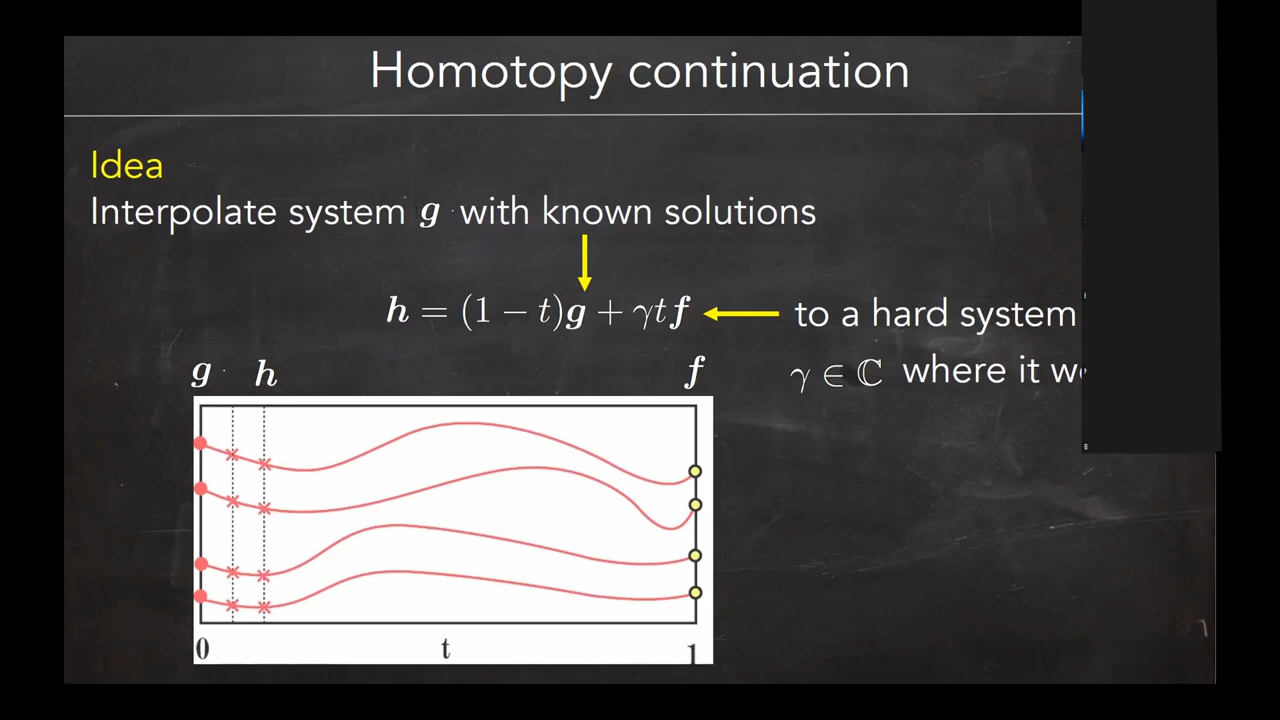 Homotopy continuation
Idea
Interpolate system g with known solutions
h = (1 − t)g + γtf
to a hard system
γ ∈ ℂ where it
g h f
0 t 1